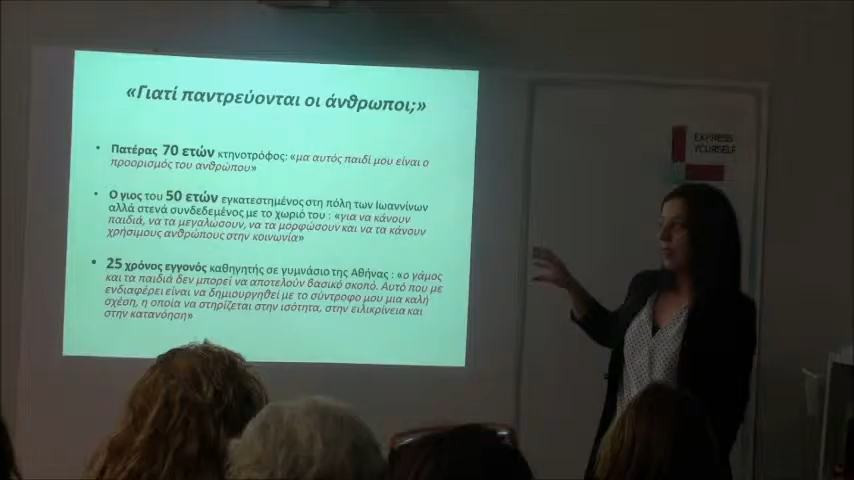 «Γιατί παντρεύονται οι άνθρωποι;»
• Πατέρας 70 ετών κτηνοτρόφος: «μα αυτός παιδί μου είναι ο
προορισμός του ανθρώπου»
• Ο γιος του 50 ετών εγκατεστημένος στη πόλη των Ιωαννίνων
αλλά στενά συνδεδεμένος με το χωριό του : «για να κάνουν
παιδιά, να τα μεγαλώσουν, να τα μορφώσουν και να τα κάνουν
χρήσιμους ανθρώπους στην κοινωνία»
• 25 χρόνος εγγονός καθηγητής σε γυμνάσιο της Αθήνας : «ο γάμος
και τα παιδιά δεν μπορεί να αποτελούν βασικό σκοπό. Αυτό που με
ενδιαφέρει είναι να δημιουργηθεί με το σύντροφο μου μια καλή
σχέση, η οποία να στηρίζεται στην ισότητα, στην ειλικρίνεια και
στην κατανόηση»
EXPRESS
YOURSELF